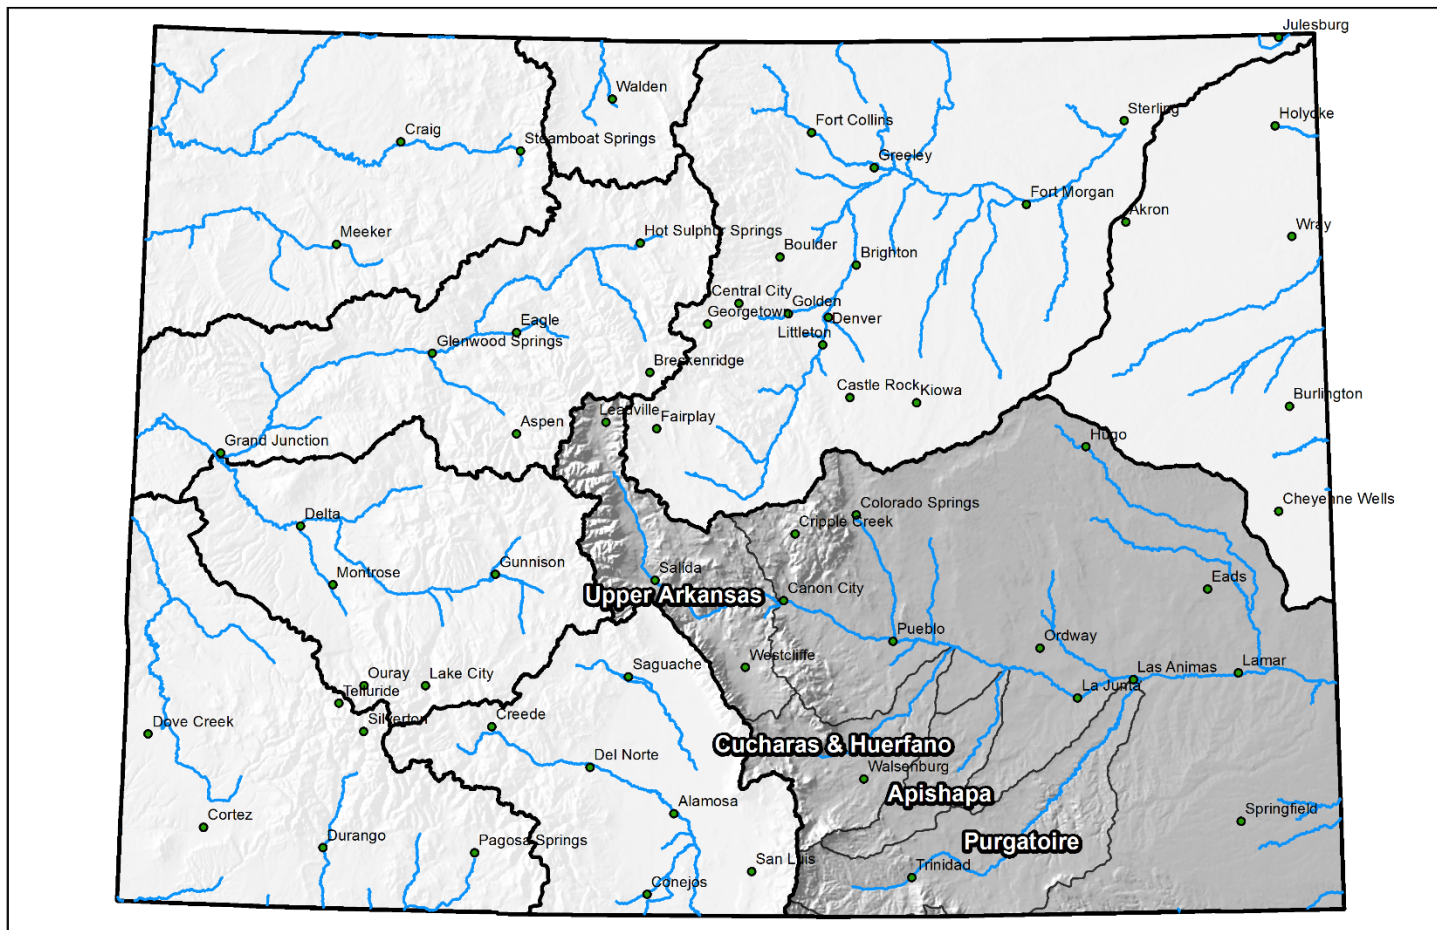 Julesburg
Walden
Sterling
Holyoke
Fort Collins
Craig
Steamboat Springs
Greeley
Fort Morgan
Akron
Wray
Meeker
Hot Sulphur Springs
Boulder
Brighton
Central City
Golden
Georgetown
Denver
Eagle
Littleton
Glenwood Springs
Breckenridge
Castle Rock
Kiowa
Burlington
Leadville
Fairplay
Aspen
Grand Junction
Hugo
Cheyenne Wells
Colorado Springs
Delta
Cripple Creek
Gunnison
Salida
Eads
Montrose
Upper Arkansas
Canon City
Pueblo
Ordway
Westcliffe
Las Animas
Lamar
Ouray
Lake City
Saguache
Telluride
La Junta
Dove Creek
Silverton
Creede
Cucharas & Huerfano
Del Norte
Walsenburg
Apishapa
Alamosa
Springfield
Cortez
Durango
Pagosa Springs
Purgatoire
San Luis
Trinidad
Conejos